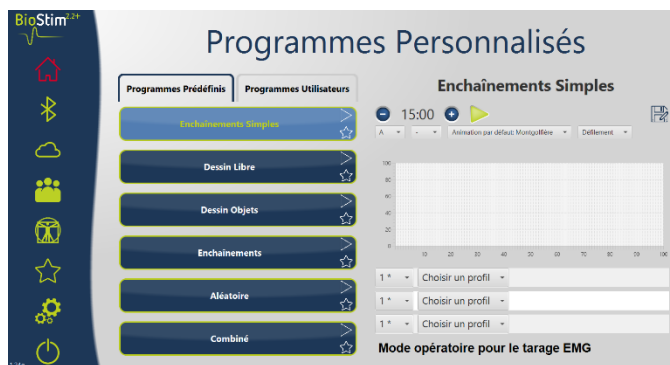 BioStim 2.2+
Programmes Personnalisés
Programmes Prédéfinis
Programmes Utilisateurs
Enchaînements Simples
Dessin Libre
Dessin Objets
Enchaînements
Aléatoire
Combiné
Enchaînements Simples
15:00
A - Animation par défaut: Montgolfière Défilement
100
80
60
40
20
0
10 20 30 40 50 60 70 80 90 100
1 * Choisir un profil
1 * Choisir un profil
1 * Choisir un profil
Mode opératoire pour le tarage EMG